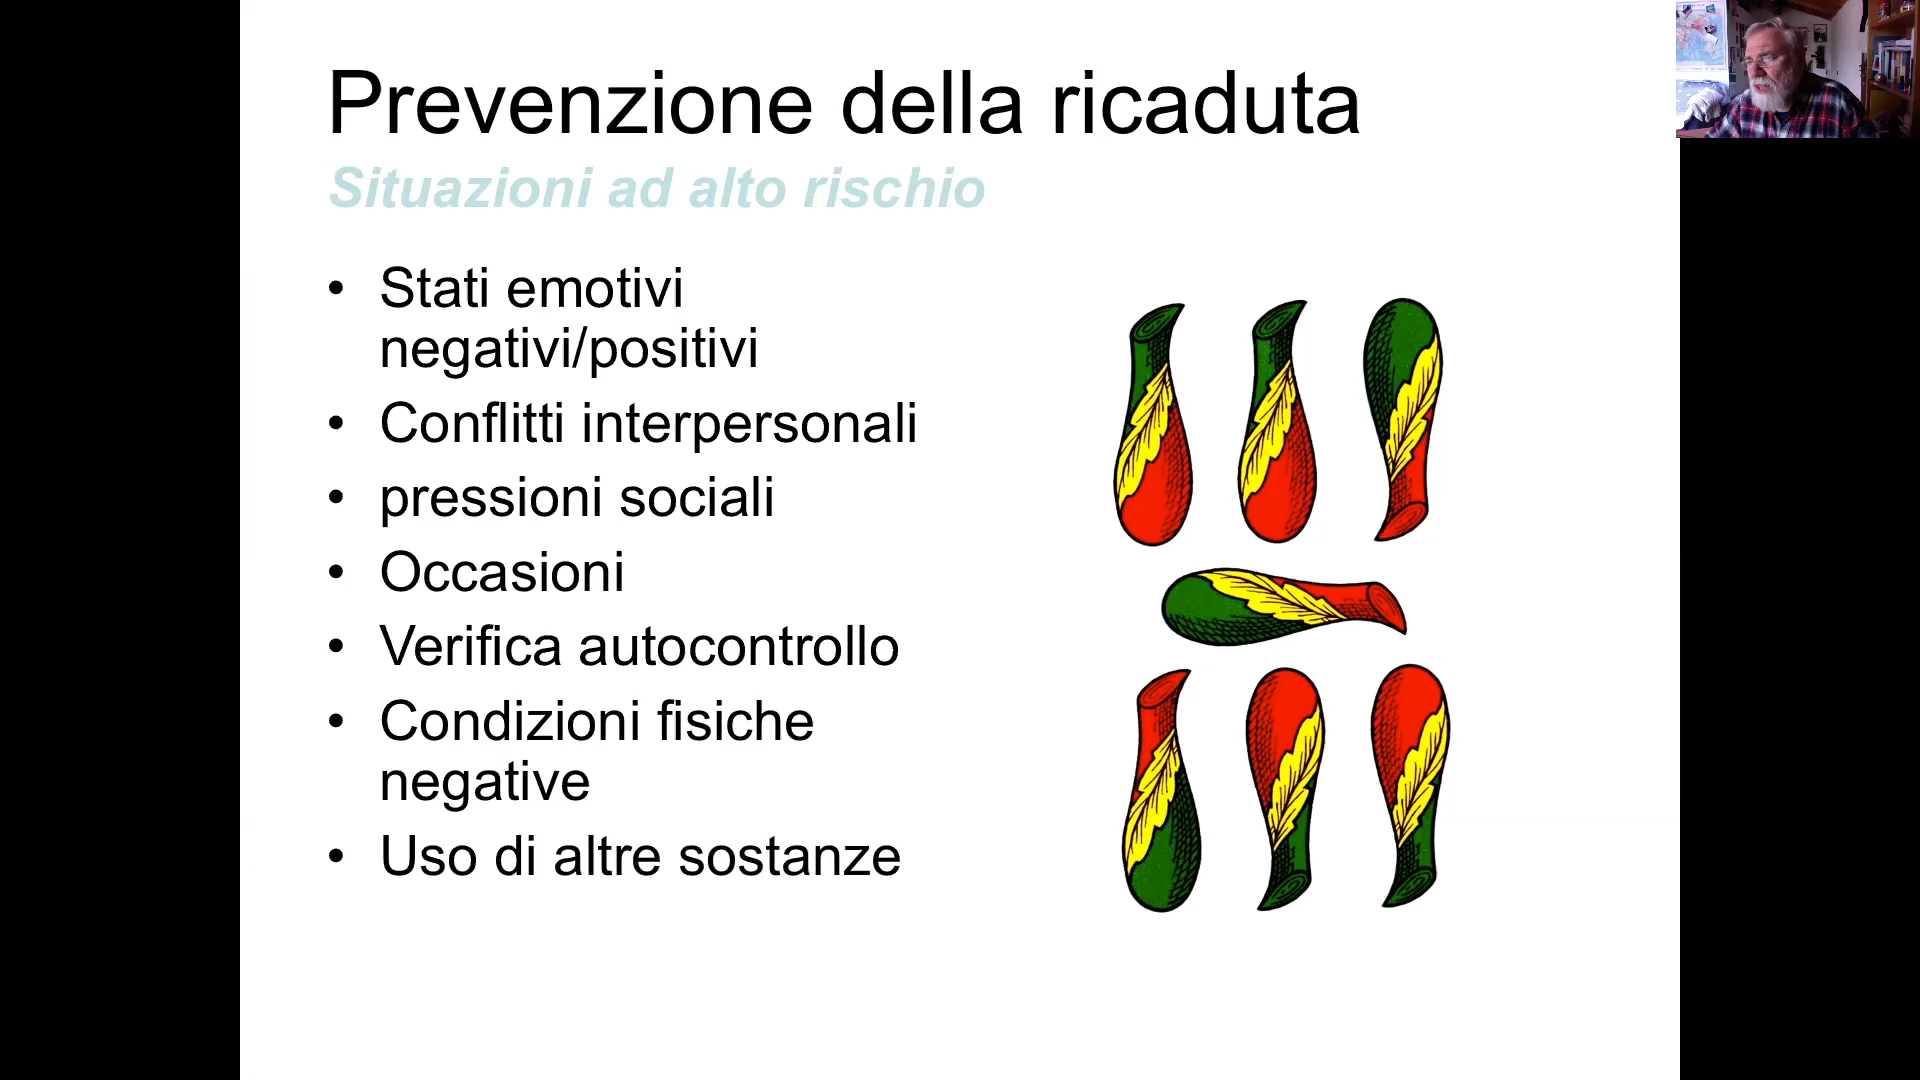 Prevenzione della ricaduta
Situazioni ad alto rischio
• Stati emotivi
negativi/positivi
• Conflitti interpersonali
• pressioni sociali
• Occasioni
• Verifica autocontrollo
• Condizioni fisiche
negative
• Uso di altre sostanze